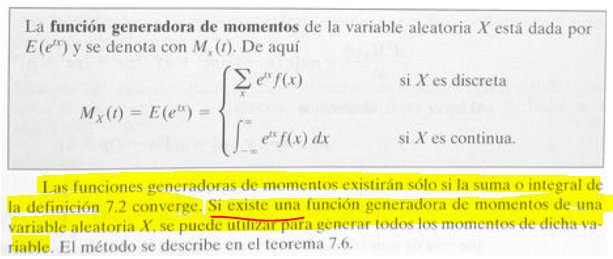 La función generadora de momentos de la variable aleatoria X está dada por
E(e^{tx}) y se denota con M_x(t). De aquí
∑_x e^{tx} f(x) si X es discreta
M_X(t) = E(e^{tx}) = {
∫_{-∞}^{∞} e^{tx} f(x) dx si X es continua.
Las funciones generadoras de momentos existirán sólo si la suma o integral de
la definición 7.2 converge. Si existe una función generadora de momentos de una
variable aleatoria X, se puede utilizar para generar todos los momentos de dicha va-
riable. El método se describe en el teorema 7.6.